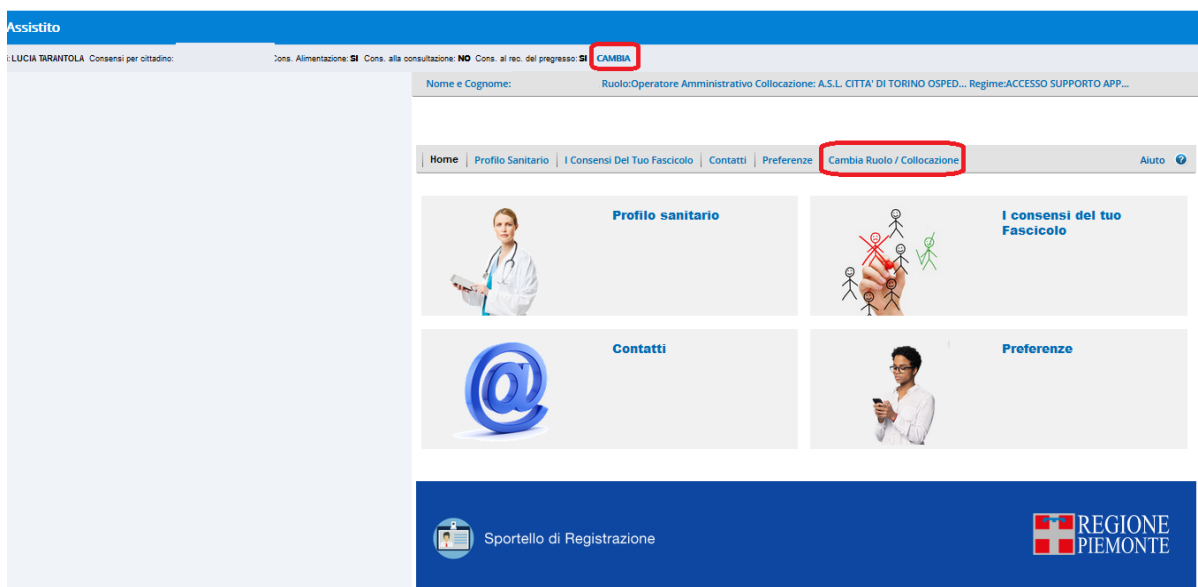 Assistito
i: LUCIA TARANTOLA Consensi per cittadino: Cons. Alimentazione: SI Cons. alla consultazione: NO Cons. al rec. del pregresso: SI CAMBIA
Nome e Cognome: Ruolo:Operatore Amministrativo Collocazione: A.S.L. CITTA' DI TORINO OSPED... Regime:ACCESSO SUPPORTO APP...
Home Profilo Sanitario I Consensi Del Tuo Fascicolo Contatti Preferenze Cambia Ruolo / Collocazione Aiuto ?
Profilo sanitario
I consensi del tuo
Fascicolo
@
Contatti
Preferenze
Sportello di Registrazione
REGIONE
PIEMONTE